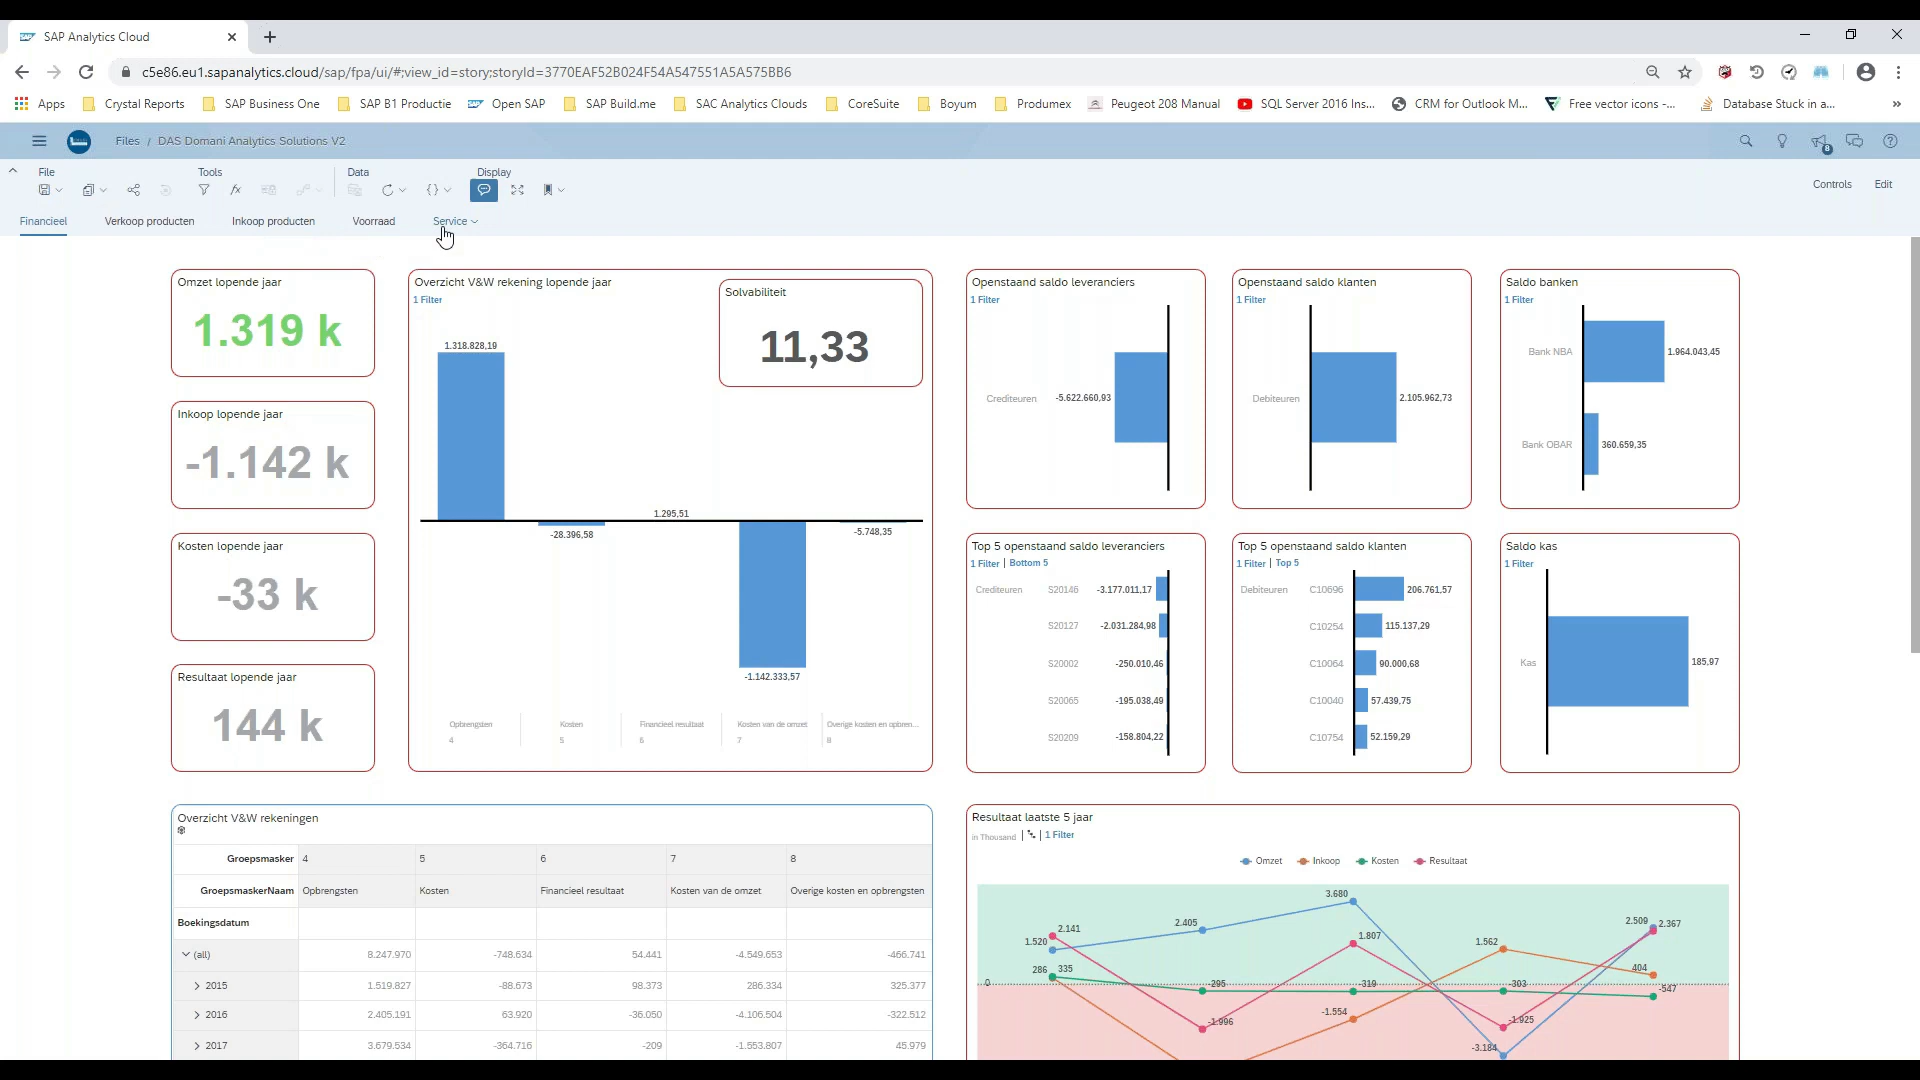 SAP Analytics Cloud
c5e86.eu1.sapanalytics.cloud/sap/fpa/ui/#;view_id=story;storyId=3770EAF52B024F54A547551A5A575BB6
Apps Crystal Reports SAP Business One SAP B1 Productie Open SAP SAP Build.me SAC Analytics Clouds CoreSuite Boyum Produmex Peugeot 208 Manual SQL Server 2016 Ins... CRM for Outlook M... Free vector icons -... Database Stuck in a... »
Files / DAS Domani Analytics Solutions V2
8
File Tools Data Display
Controls Edit
Financieel Verkoop producten Inkoop producten Voorraad Service
Omzet lopende jaar
1.319 k
Inkoop lopende jaar
-1.142 k
Kosten lopende jaar
-33 k
Resultaat lopende jaar
144 k
Overzicht V&W rekening lopende jaar
1 Filter
1.318.828,19
-28.396,58
1.295,51
-1.142.333,57
-5.748,35
Opbrengsten Kosten Financieel resultaat Kosten van de omzet Overige kosten en opbren...
4 5 6 7 8
Solvabiliteit
11,33
Openstaand saldo leveranciers
1 Filter
Crediteuren -5.622.660,93
Openstaand saldo klanten
1 Filter
Debiteuren 2.105.962,73
Saldo banken
1 Filter
Bank NBA 1.964.043,45
Bank OBAR 360.659,35
Top 5 openstaand saldo leveranciers
1 Filter | Bottom 5
Crediteuren S20146 -3.177.011,17
S20127 -2.031.284,98
S20002 -250.010,46
S20065 -195.038,49
S20209 -158.804,22
Top 5 openstaand saldo klanten
1 Filter | Top 5
Debiteuren C10696 206.761,57
C10254 115.137,29
C10064 90.000,68
C10040 57.439,75
C10754 52.159,29
Saldo kas
1 Filter
Kas 185,97
Overzicht V&W rekeningen
Groepsmasker 4 5 6 7 8
GroepsmaskerNaam Opbrengsten Kosten Financieel resultaat Kosten van de omzet Overige kosten en opbrengsten
Boekingsdatum
(all) 8.247.970 -748.634 54.441 -4.549.653 -466.741
2015 1.519.827 -88.673 98.373 286.334 325.377
2016 2.405.191 63.920 -36.050 -4.106.504 -322.512
2017 3.679.534 -364.716 -209 -1.553.807 45.979
Resultaat laatste 5 jaar
in Thousand | 1 Filter
Omzet Inkoop Kosten Resultaat
3.680
2.141 2.405 2.509 2.367
1.520 1.807 1.562
286 335 404
0 -295 -319 -303 -547
-1.996 -1.554 -1.925
-3.184